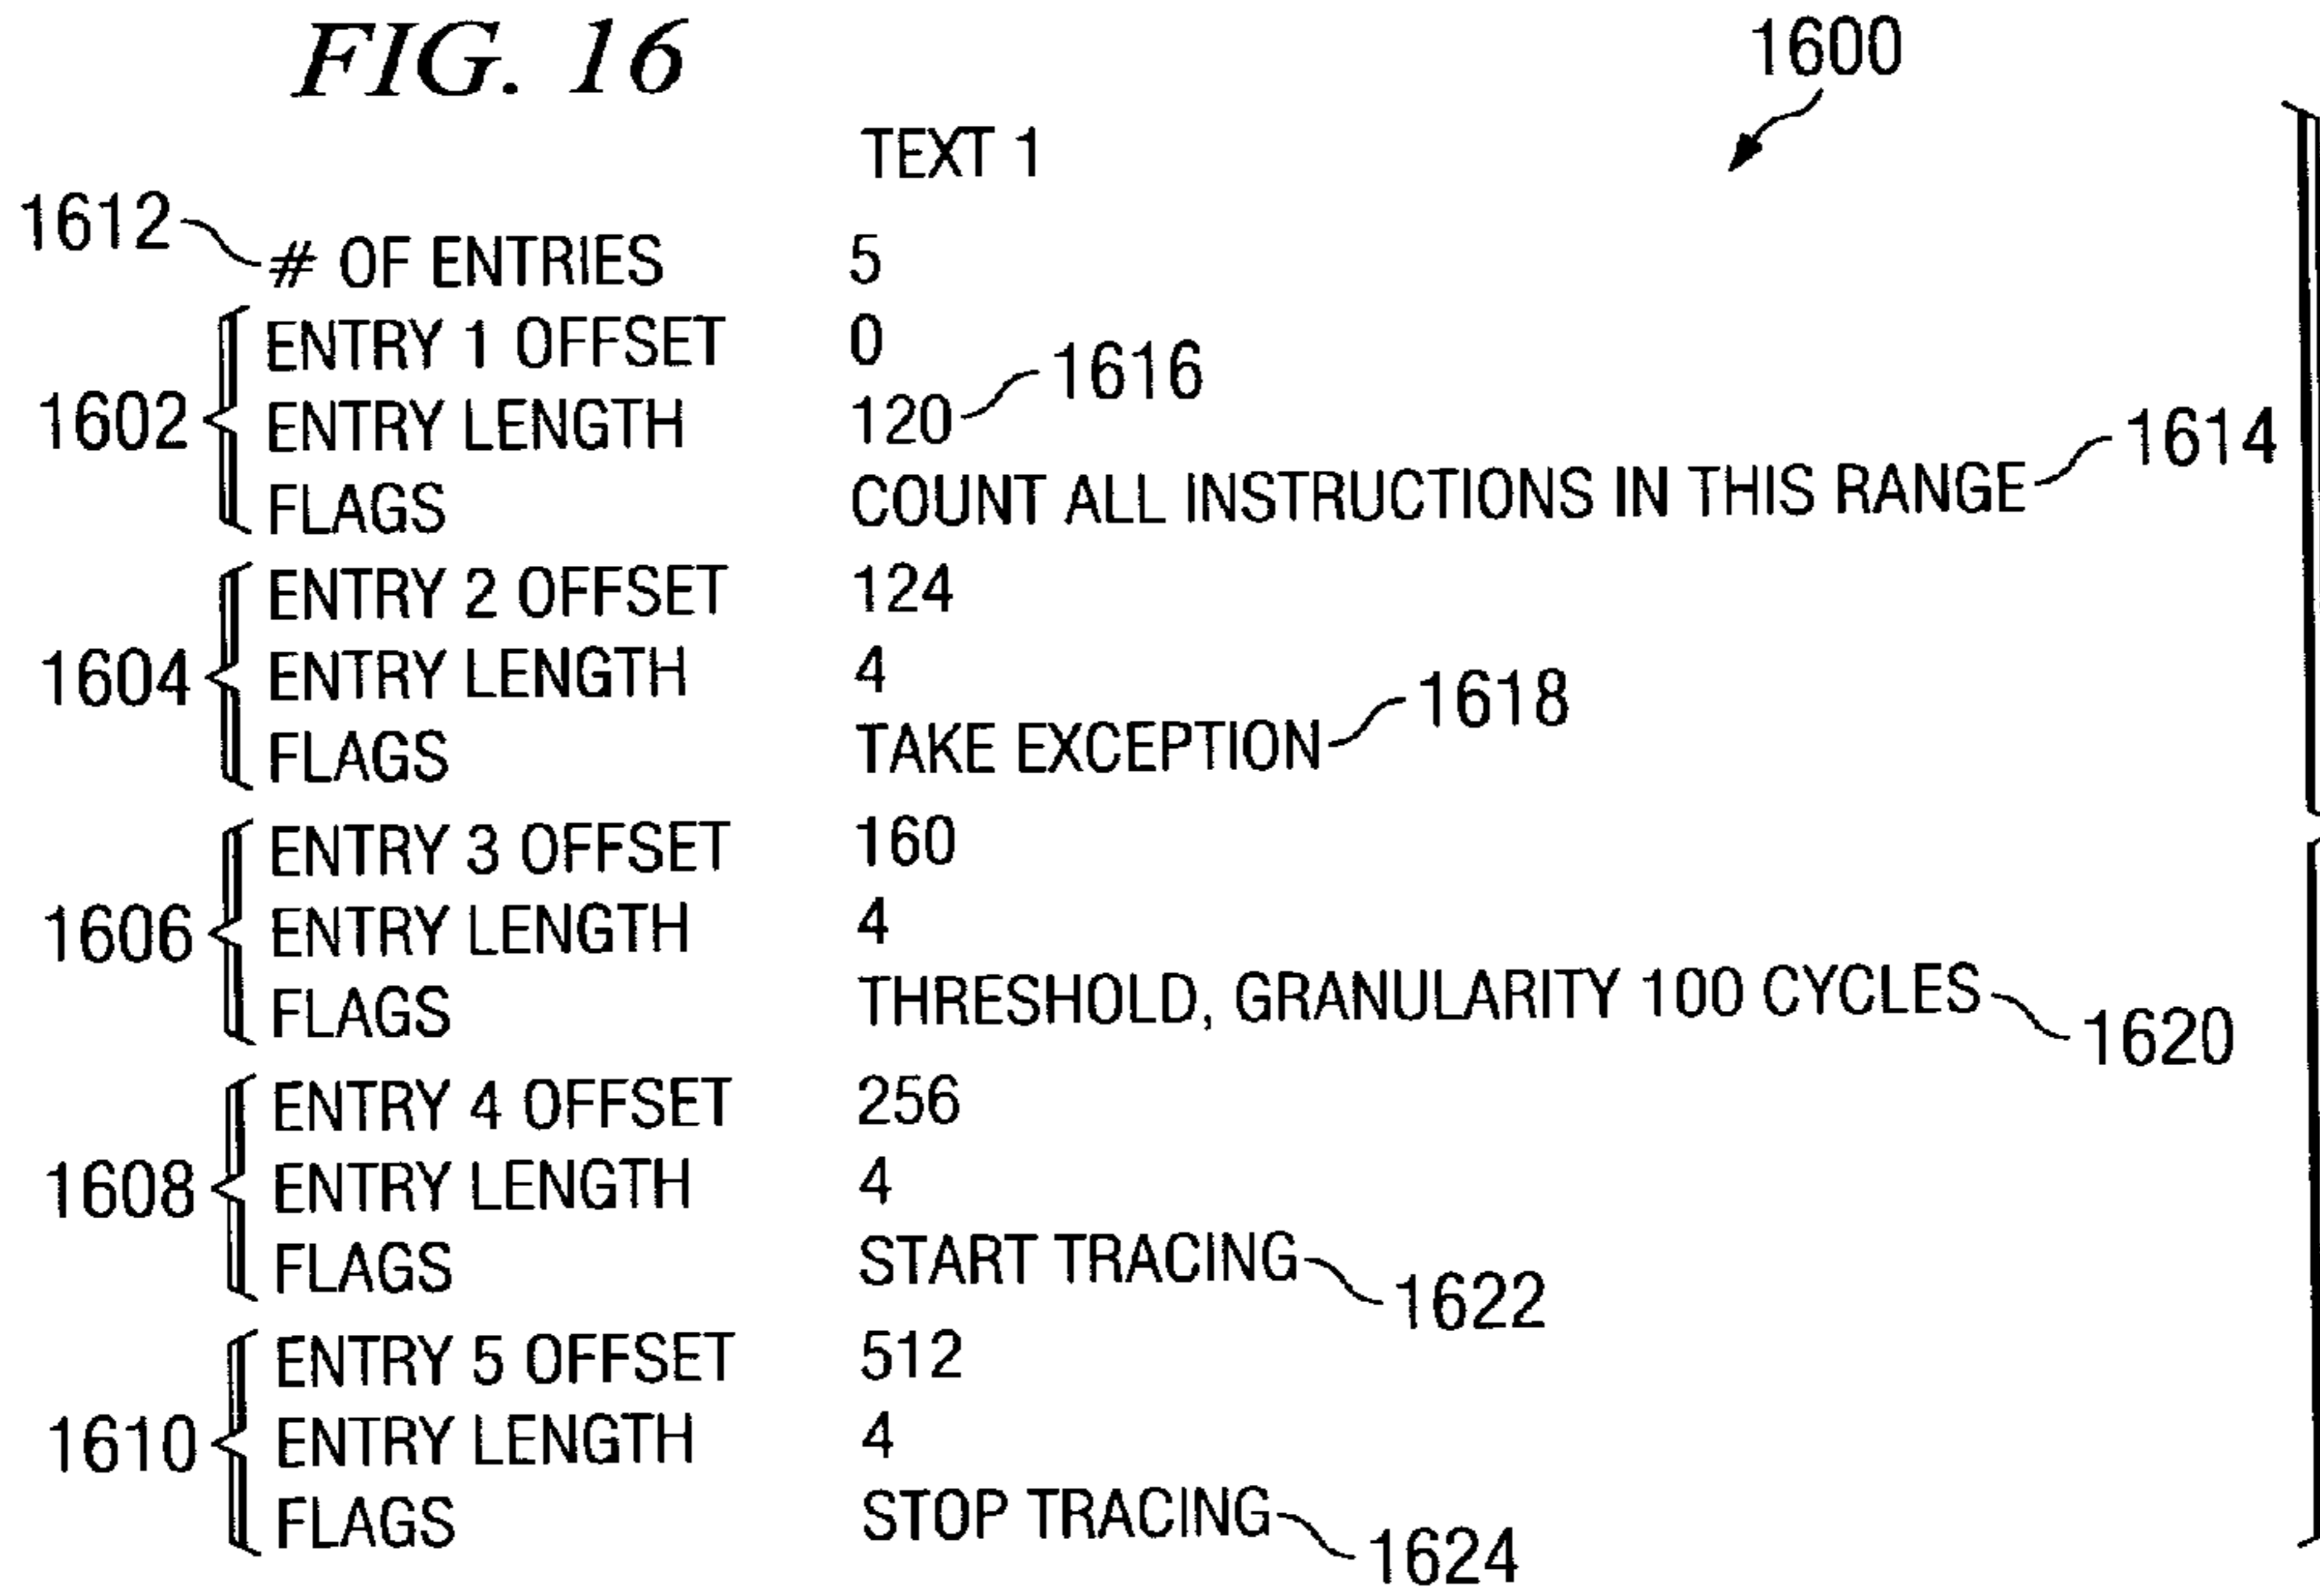 FIG. 16
1600
TEXT 1
1612
# OF ENTRIES 5
ENTRY 1 OFFSET 0
1616
1602 ENTRY LENGTH 120
1614
FLAGS COUNT ALL INSTRUCTIONS IN THIS RANGE
ENTRY 2 OFFSET 124
1604 ENTRY LENGTH 4
1618
FLAGS TAKE EXCEPTION
ENTRY 3 OFFSET 160
1606 ENTRY LENGTH 4
FLAGS THRESHOLD, GRANULARITY 100 CYCLES
1620
ENTRY 4 OFFSET 256
1608 ENTRY LENGTH 4
FLAGS START TRACING
1622
ENTRY 5 OFFSET 512
1610 ENTRY LENGTH 4
FLAGS STOP TRACING
1624